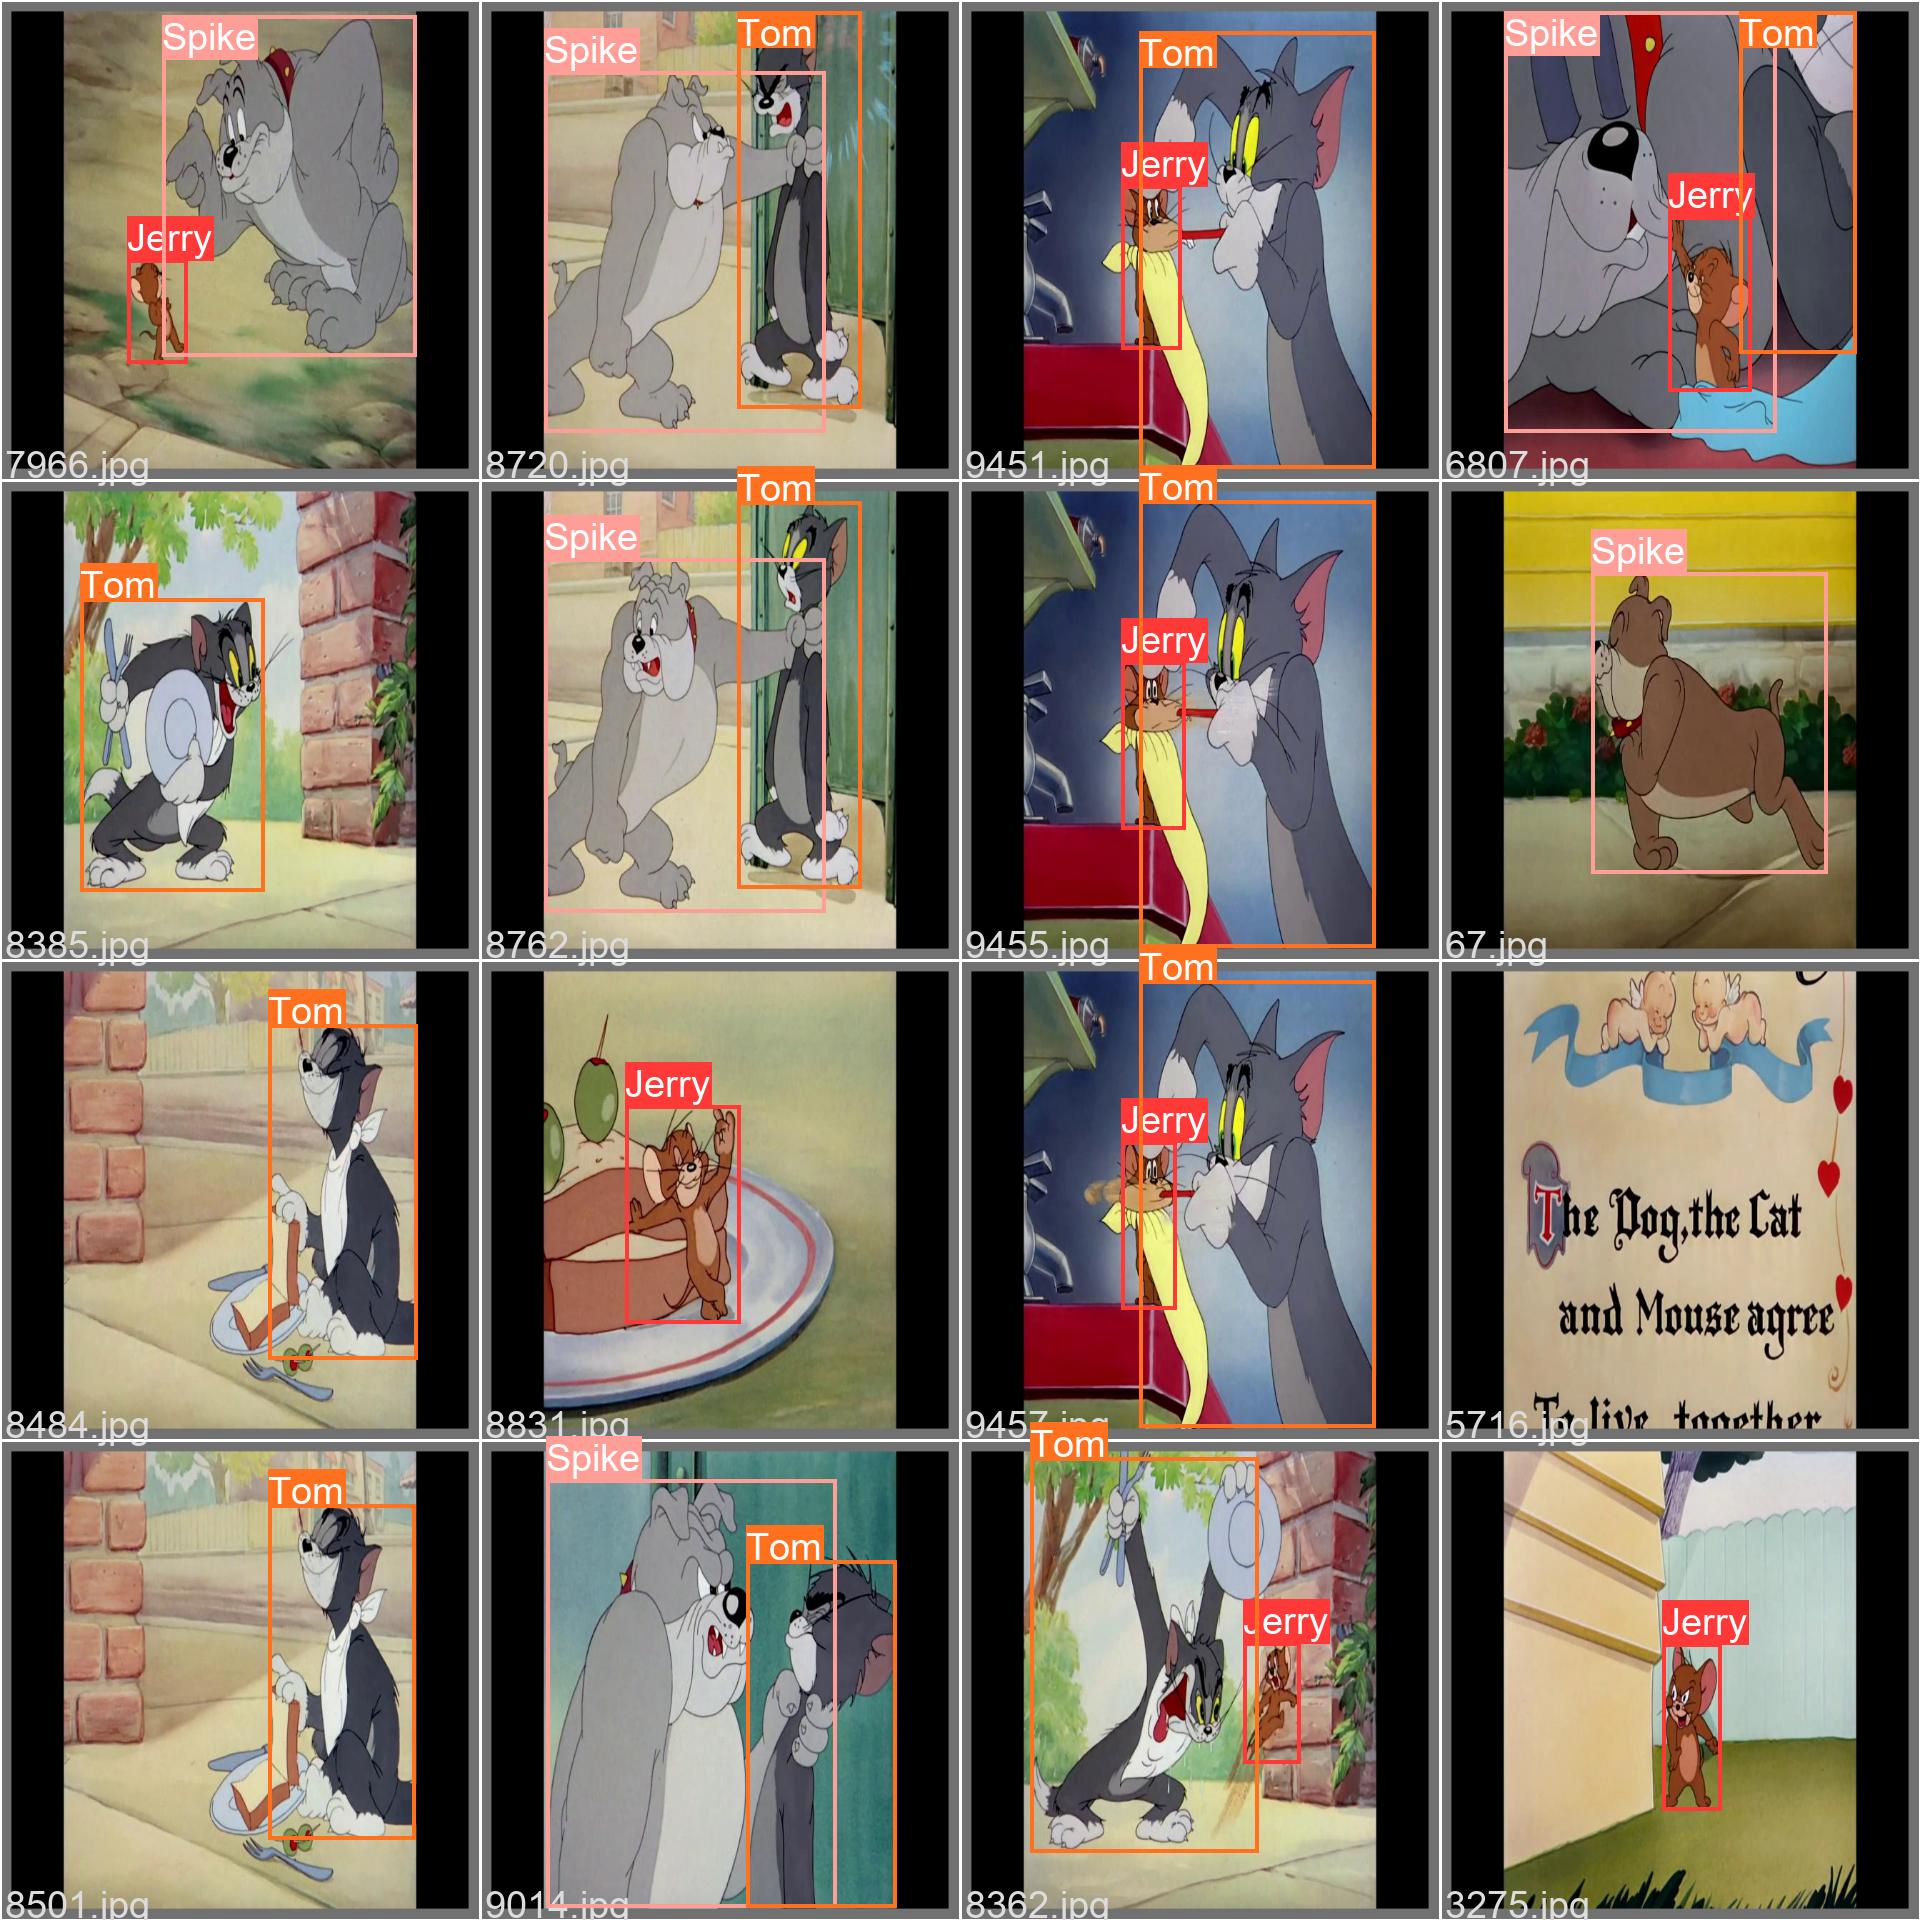 Spike
Jerry
7966.jpg
Spike
Tom
8720.jpg
Tom
Jerry
9451.jpg
Spike
Tom
Jerry
6807.jpg
Tom
8385.jpg
Tom
Spike
8762.jpg
Tom
Jerry
9455.jpg
Spike
67.jpg
Tom
8484.jpg
Jerry
8831.jpg
Tom
Jerry
9457.jpg
The Dog, the Cat
and Mouse agree
To live together
5716.jpg
Tom
8501.jpg
Spike
Tom
9014.jpg
Tom
Jerry
8362.jpg
Jerry
3275.jpg